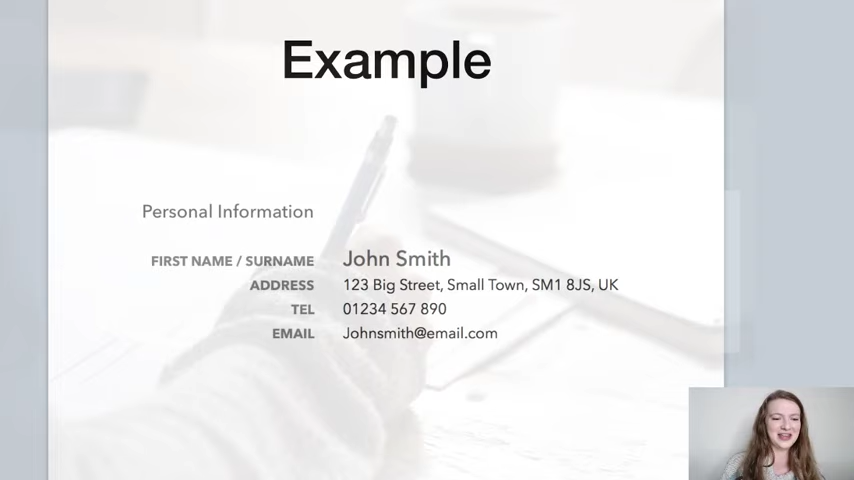 Example
Personal Information
FIRST NAME / SURNAME John Smith
ADDRESS 123 Big Street, Small Town, SM1 8JS, UK
TEL 01234 567 890
EMAIL Johnsmith@email.com